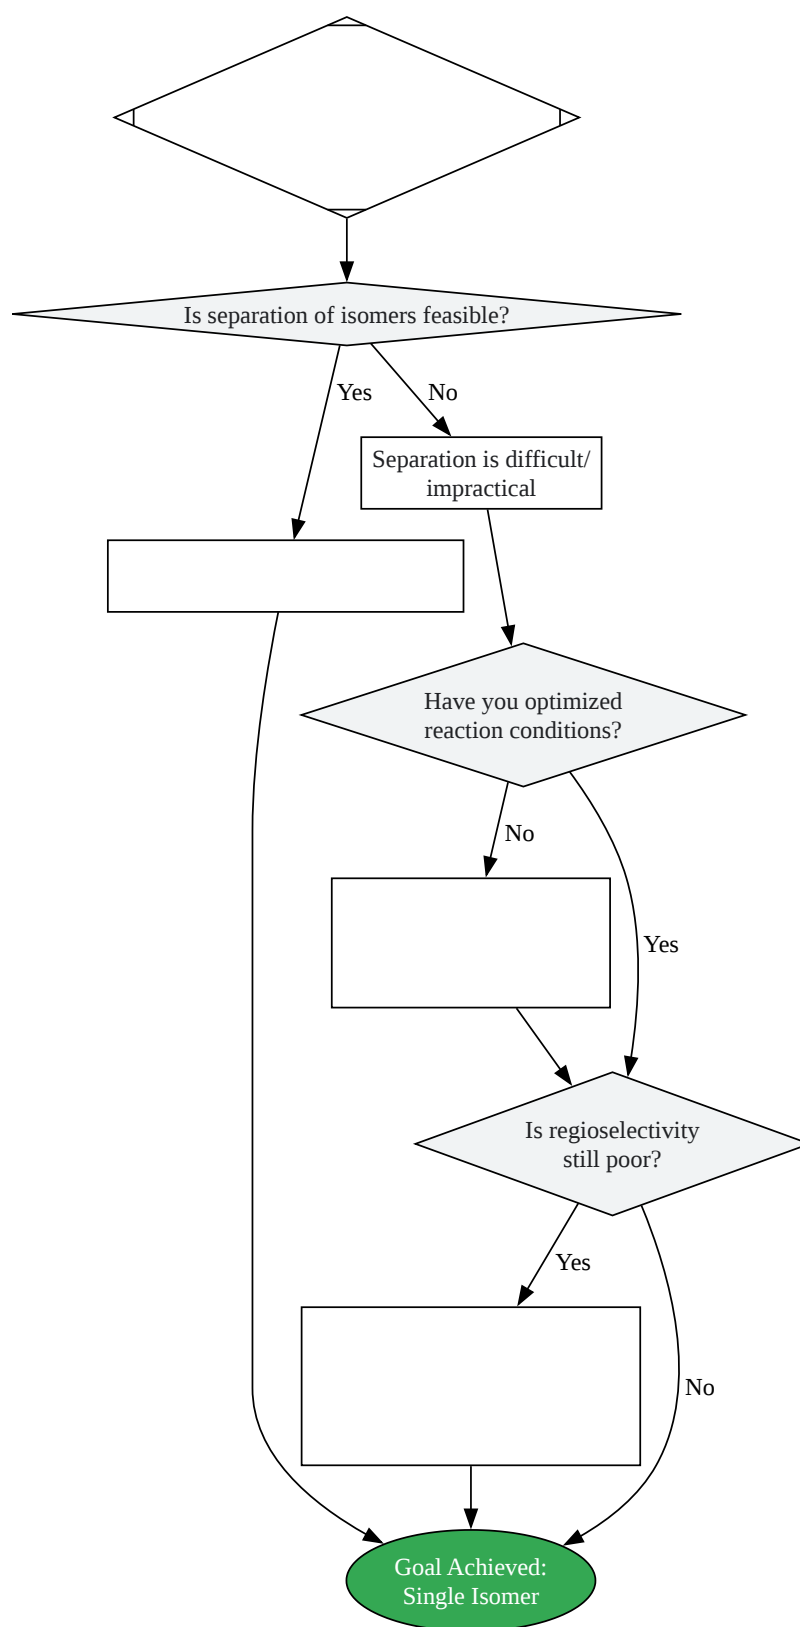 Is separation of isomers feasible?
Yes
No
Separation is difficult/
impractical
Have you optimized
reaction conditions?
No
Yes
Is regioselectivity
still poor?
Yes
No
Goal Achieved:
Single Isomer